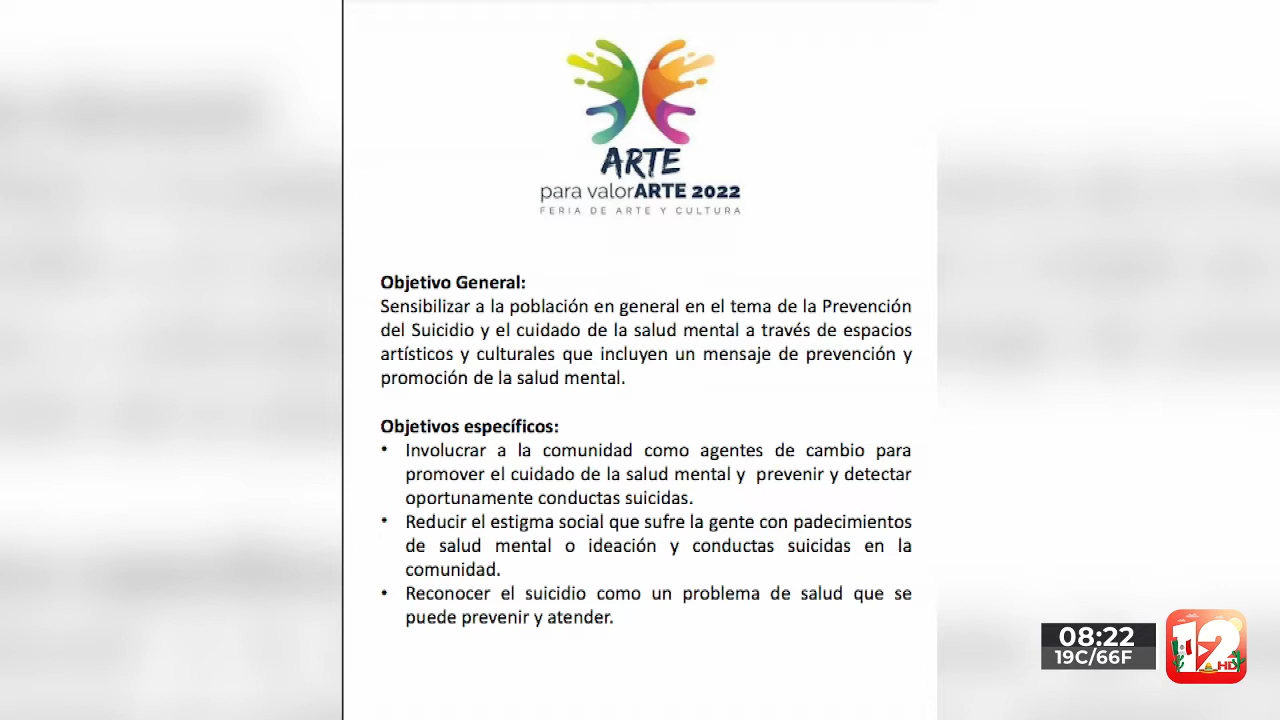 ARTE
para valorARTE 2022
FERIA DE ARTE Y CULTURA
Objetivo General:
Sensibilizar a la población en general en el tema de la Prevención
del Suicidio y el cuidado de la salud mental a través de espacios
artísticos y culturales que incluyen un mensaje de prevención y
promoción de la salud mental.
Objetivos específicos:
• Involucrar a la comunidad como agentes de cambio para
promover el cuidado de la salud mental y prevenir y detectar
oportunamente conductas suicidas.
• Reducir el estigma social que sufre la gente con padecimientos
de salud mental o ideación y conductas suicidas en la
comunidad.
• Reconocer el suicidio como un problema de salud que se
puede prevenir y atender.
08:22
19C/66F
12
HD